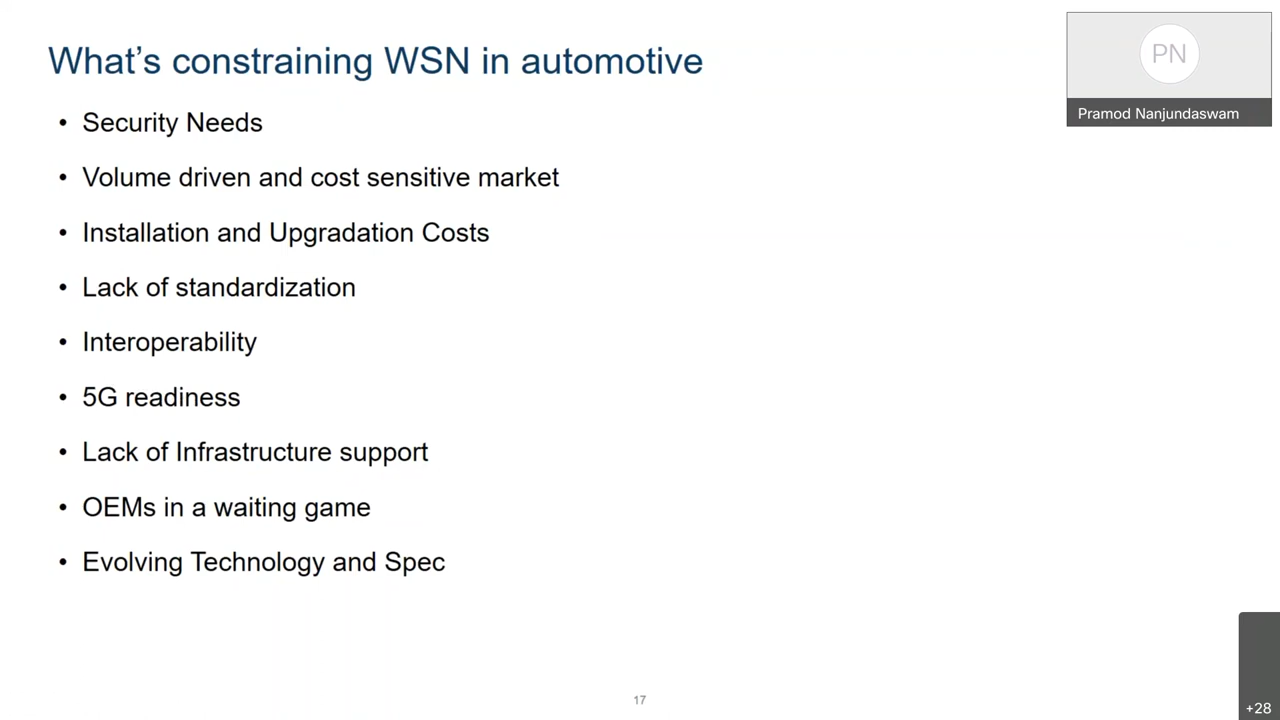 What’s constraining WSN in automotive
• Security Needs
• Volume driven and cost sensitive market
• Installation and Upgradation Costs
• Lack of standardization
• Interoperability
• 5G readiness
• Lack of Infrastructure support
• OEMs in a waiting game
• Evolving Technology and Spec
17
PN
Pramod Nanjundaswam
+28